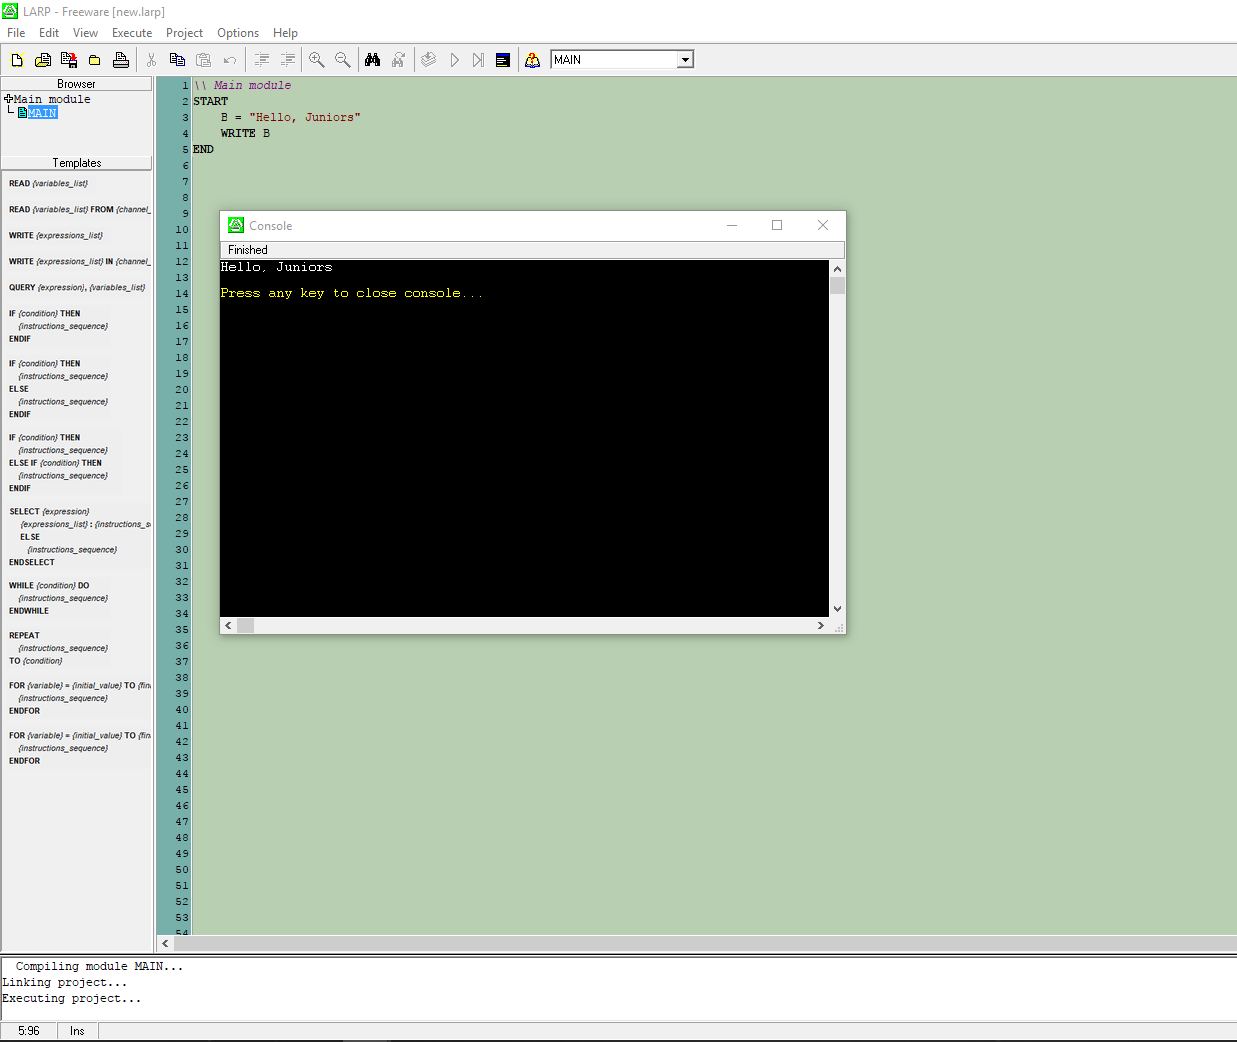 LARP - Freeware [new.larp]
File Edit View Execute Project Options Help
MAIN
Browser
Main module
MAIN
Templates
READ {variables_list}
READ {variables_list} FROM {channel_
WRITE {expressions_list}
WRITE {expressions_list} IN {channel_
QUERY {expression}, {variables_list}
IF {condition} THEN
{instructions_sequence}
ENDIF
IF {condition} THEN
{instructions_sequence}
ELSE
{instructions_sequence}
ENDIF
IF {condition} THEN
{instructions_sequence}
ELSE IF {condition} THEN
{instructions_sequence}
ENDIF
SELECT {expression}
{expressions_list} : {instructions_s
ELSE
{instructions_sequence}
ENDSELECT
WHILE {condition} DO
{instructions_sequence}
ENDWHILE
REPEAT
{instructions_sequence}
TO {condition}
FOR {variable} = {initial_value} TO {fin
{instructions_sequence}
ENDFOR
FOR {variable} = {initial_value} TO {fin
{instructions_sequence}
ENDFOR
1 \\ Main module
2 START
3 B = "Hello, Juniors"
4 WRITE B
5 END
6
7
8
9
10
11
12
13
14
15
16
17
18
19
20
21
22
23
24
25
26
27
28
29
30
31
32
33
34
35
36
37
38
39
40
41
42
43
44
45
46
47
48
49
50
51
52
53
54
Console
Finished
Hello, Juniors
Press any key to close console...
Compiling module MAIN...
Linking project...
Executing project...
5:96 Ins